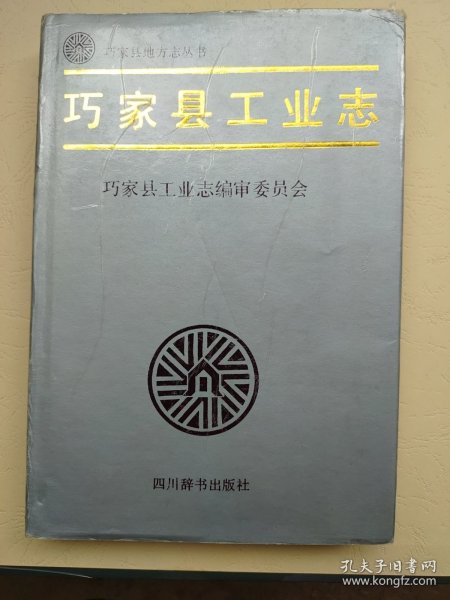 巧家县地方志丛书
巧家县工业志
巧家县工业志编审委员会
四川辞书出版社
孔夫子旧书网
www.kongfz.com